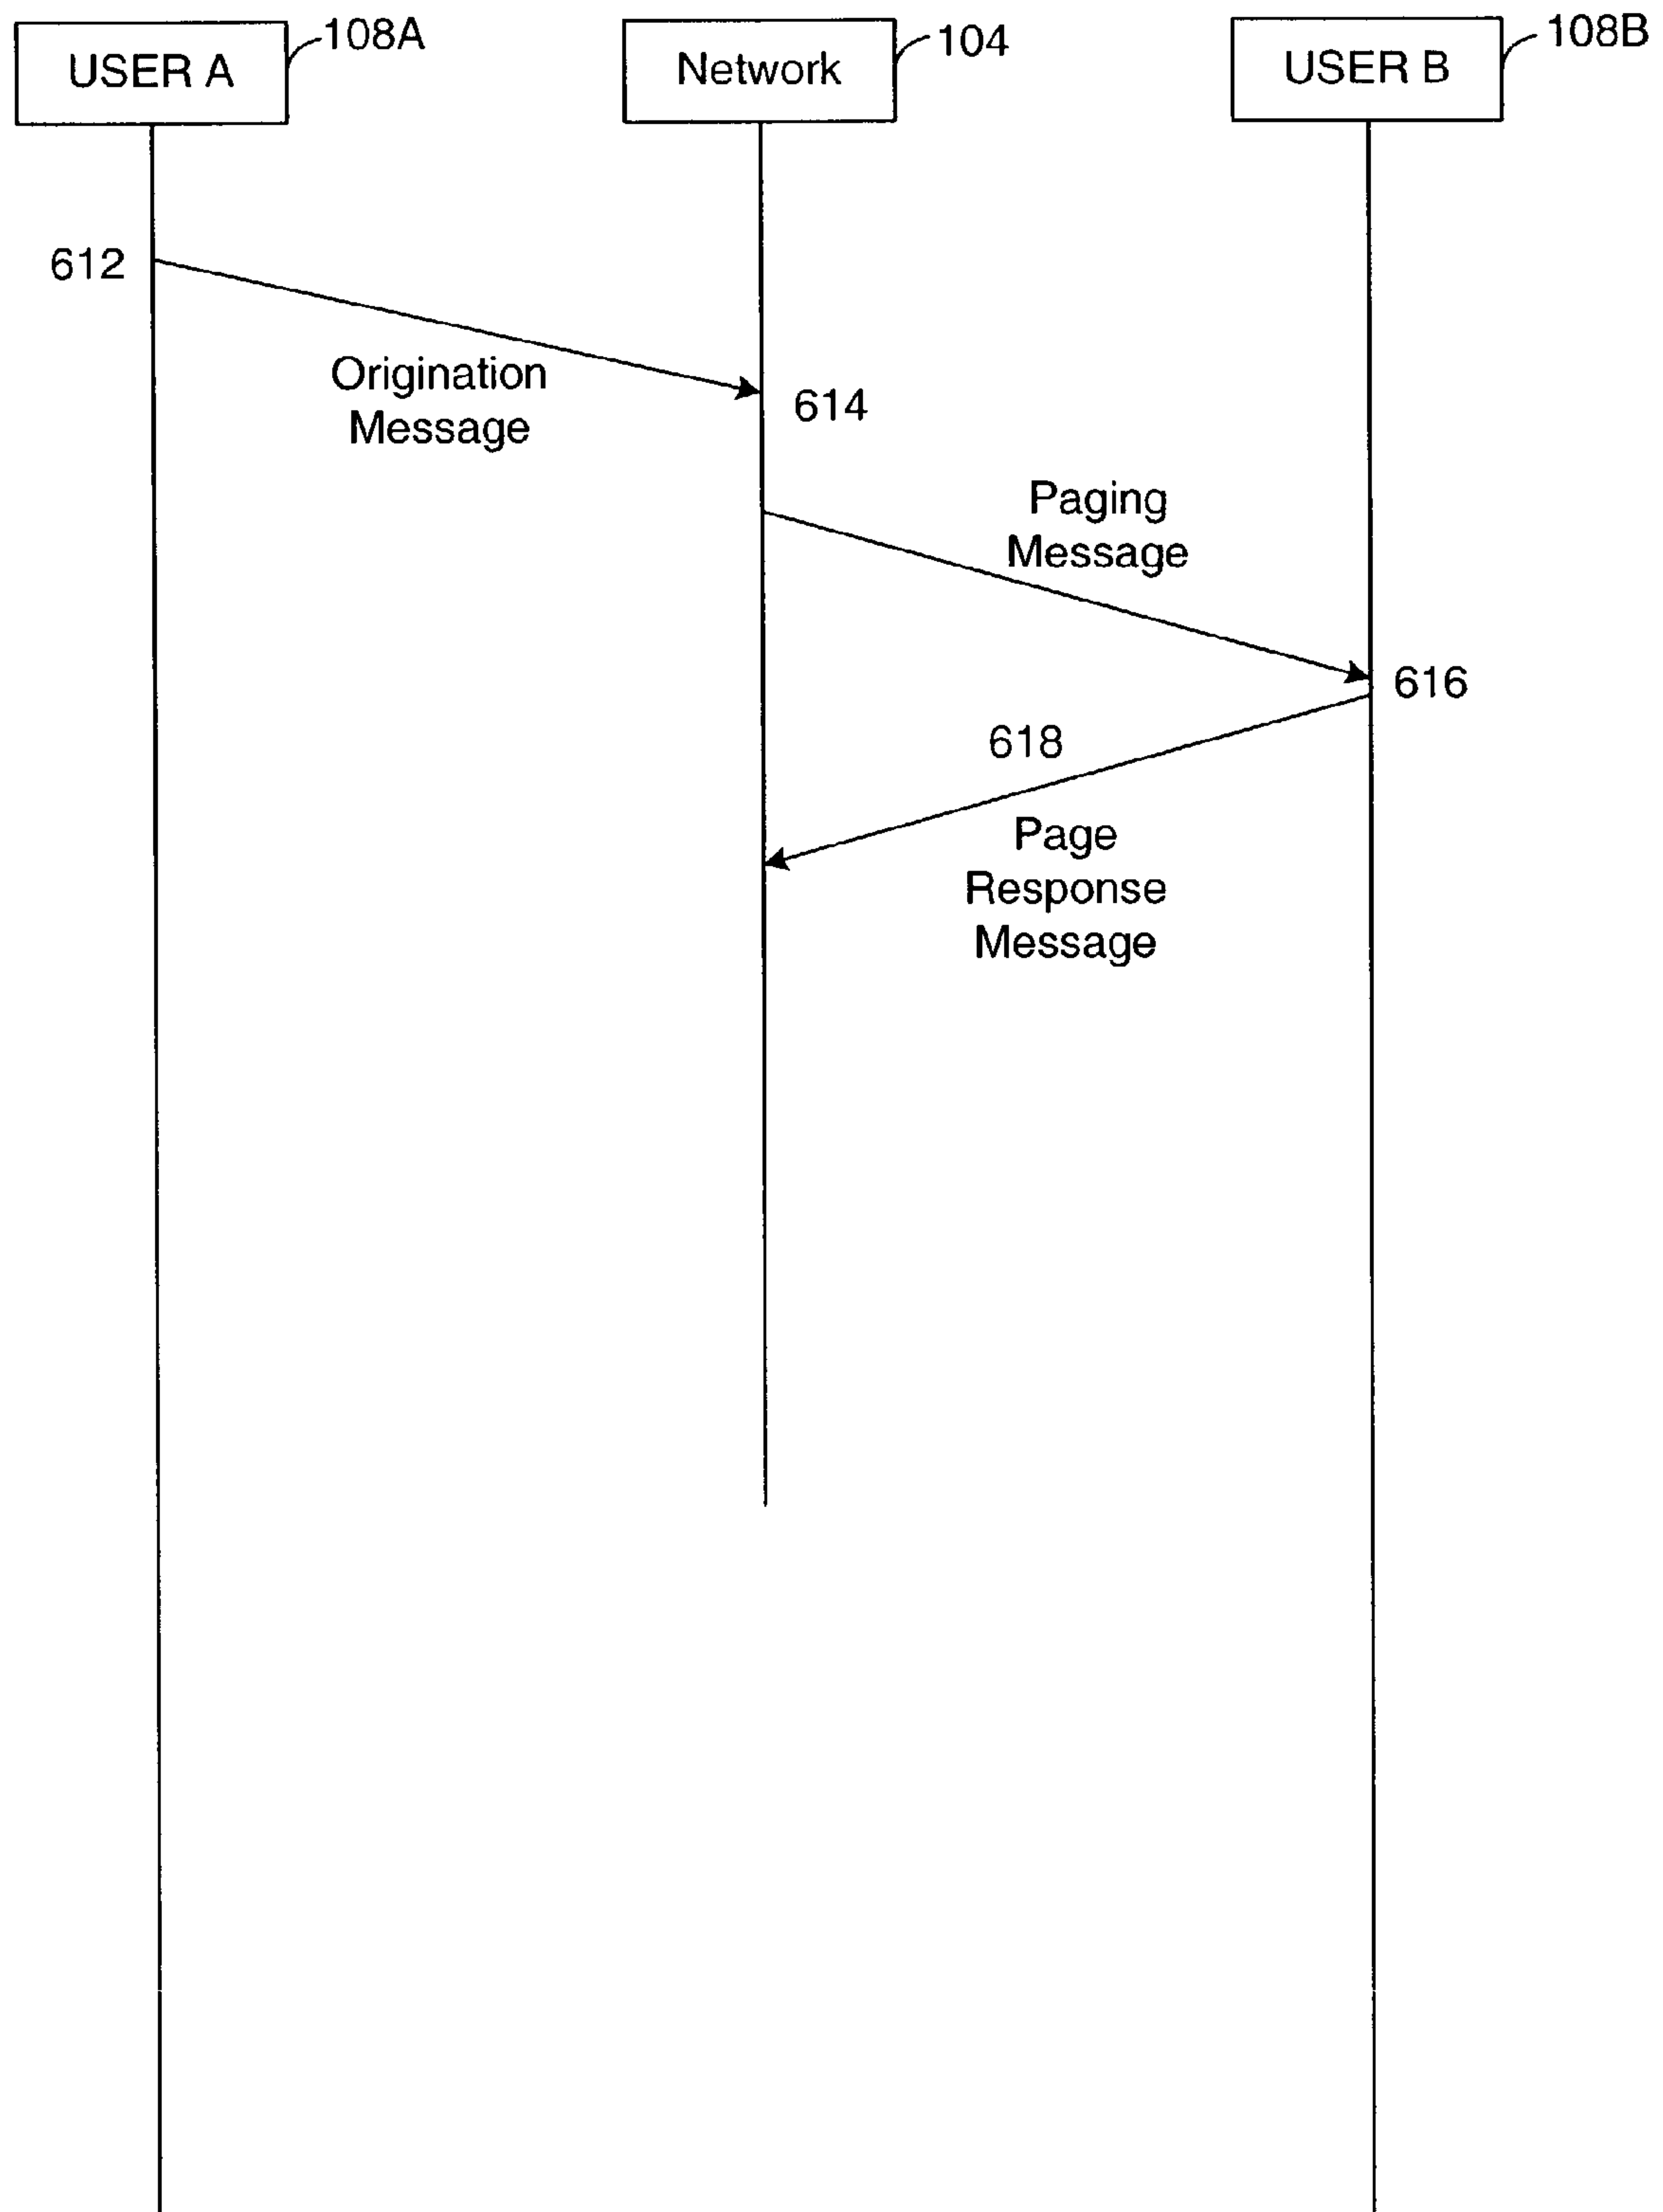 USER A
108A
Network
104
USER B
108B
612
Origination
Message
614
Paging
Message
616
618
Page
Response
Message